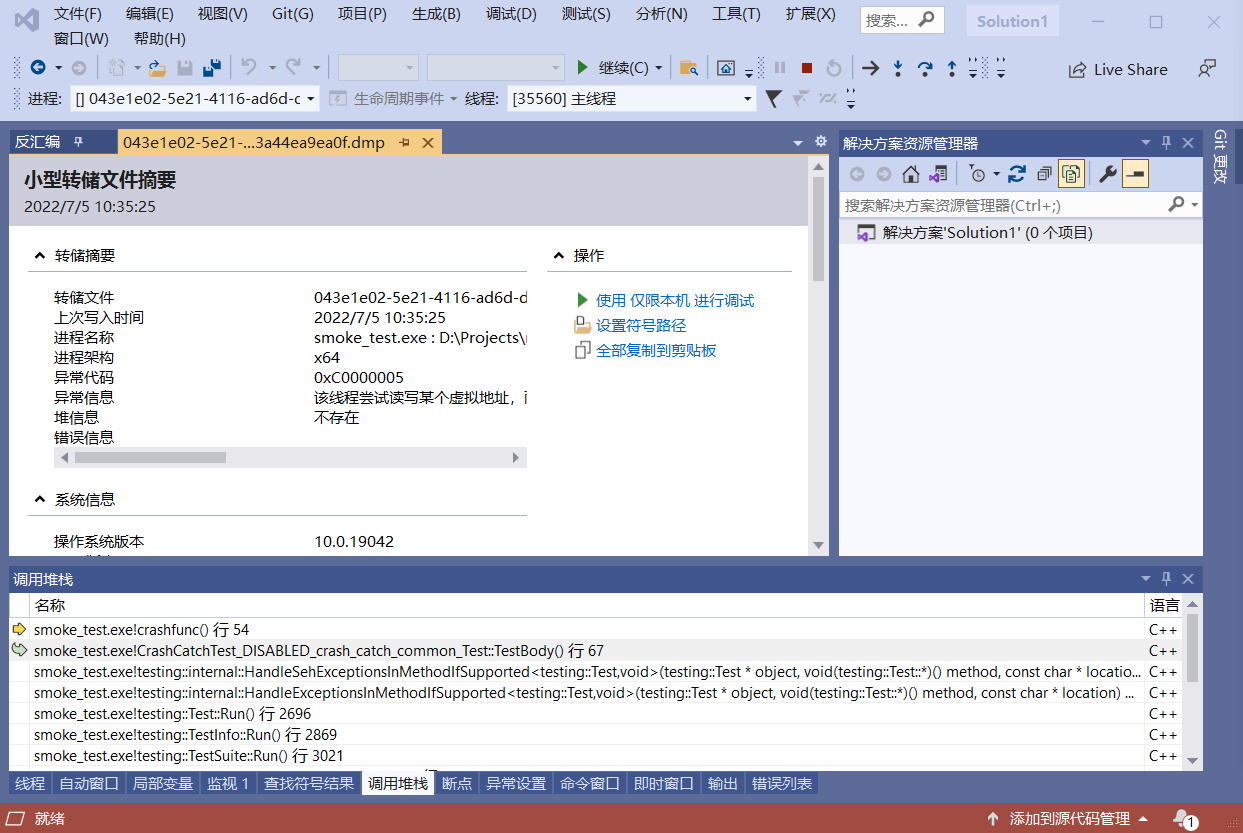 文件(F) 编辑(E) 视图(V) Git(G) 项目(P) 生成(B) 调试(D) 测试(S) 分析(N) 工具(T) 扩展(X) 搜索... Solution1
窗口(W) 帮助(H)
继续(C) Live Share
进程: [] 043e1e02-5e21-4116-ad6d-c 生命周期事件 线程: [35560] 主线程
反汇编 043e1e02-5e21-...3a44ea9ea0f.dmp
小型转储文件摘要
2022/7/5 10:35:25
转储摘要
转储文件 043e1e02-5e21-4116-ad6d-d
上次写入时间 2022/7/5 10:35:25
进程名称 smoke_test.exe : D:\Projects\
进程架构 x64
异常代码 0xC0000005
异常信息 该线程尝试读写某个虚拟地址，
堆信息 不存在
错误信息
系统信息
操作系统版本 10.0.19042
操作
使用 仅限本机 进行调试
设置符号路径
全部复制到剪贴板
解决方案资源管理器
搜索解决方案资源管理器(Ctrl+;)
解决方案'Solution1' (0 个项目)
Git 更改
调用堆栈
名称 语言
smoke_test.exe!crashfunc() 行 54 C++
smoke_test.exe!CrashCatchTest_DISABLED_crash_catch_common_Test::TestBody() 行 67 C++
smoke_test.exe!testing::internal::HandleSehExceptionsInMethodIfSupported<testing::Test,void>(testing::Test * object, void(testing::Test::*)() method, const char * locatio... C++
smoke_test.exe!testing::internal::HandleExceptionsInMethodIfSupported<testing::Test,void>(testing::Test * object, void(testing::Test::*)() method, const char * location) ... C++
smoke_test.exe!testing::Test::Run() 行 2696 C++
smoke_test.exe!testing::TestInfo::Run() 行 2869 C++
smoke_test.exe!testing::TestSuite::Run() 行 3021 C++
线程 自动窗口 局部变量 监视 1 查找符号结果 调用堆栈 断点 异常设置 命令窗口 即时窗口 输出 错误列表
就绪 添加到源代码管理 1